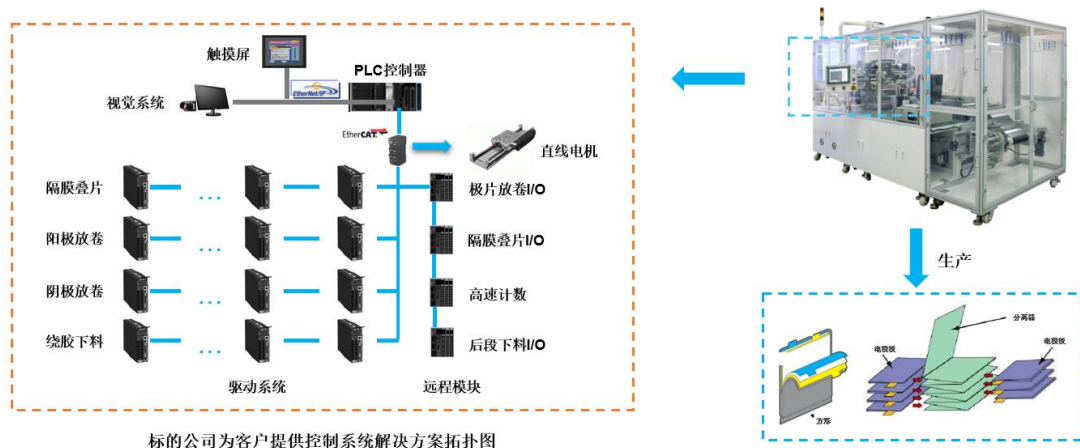 触摸屏
PLC控制器
EtherNet/IP
视觉系统
EtherCAT
直线电机
隔膜叠片
...
极片放卷I/O
阳极放卷
...
隔膜叠片I/O
阴极放卷
...
高速计数
绕胶下料
...
后段下料I/O
驱动系统
远程模块
标的公司为客户提供控制系统解决方案拓扑图
生产
分离器
电极板
电极板
方形